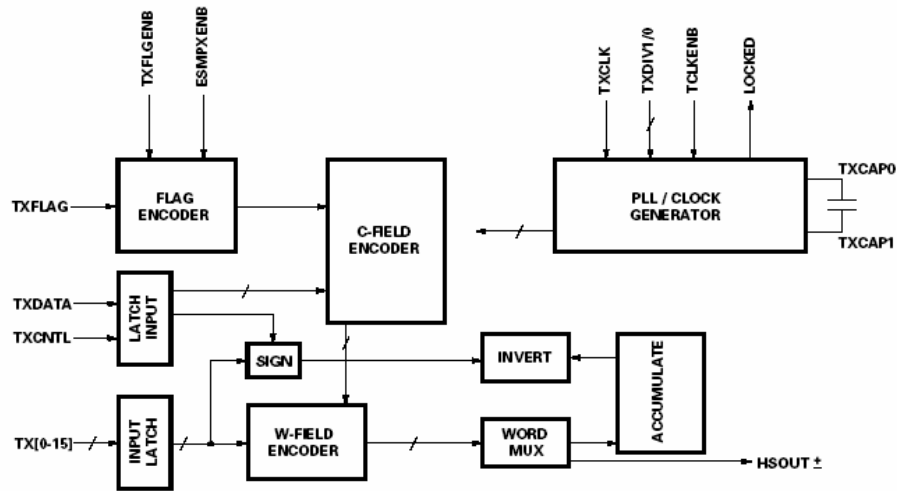 TXFLGENB
ESMPXENB
TXCLK
TXDIV1/0
TCLKENB
LOCKED
TXFLAG
FLAG
ENCODER
C-FIELD
ENCODER
PLL / CLOCK
GENERATOR
TXCAP0
TXCAP1
TXDATA
TXCNTL
LATCH
INPUT
SIGN
INVERT
ACCUMULATE
TX[0-15]
INPUT
LATCH
W-FIELD
ENCODER
WORD
MUX
HSOUT ±